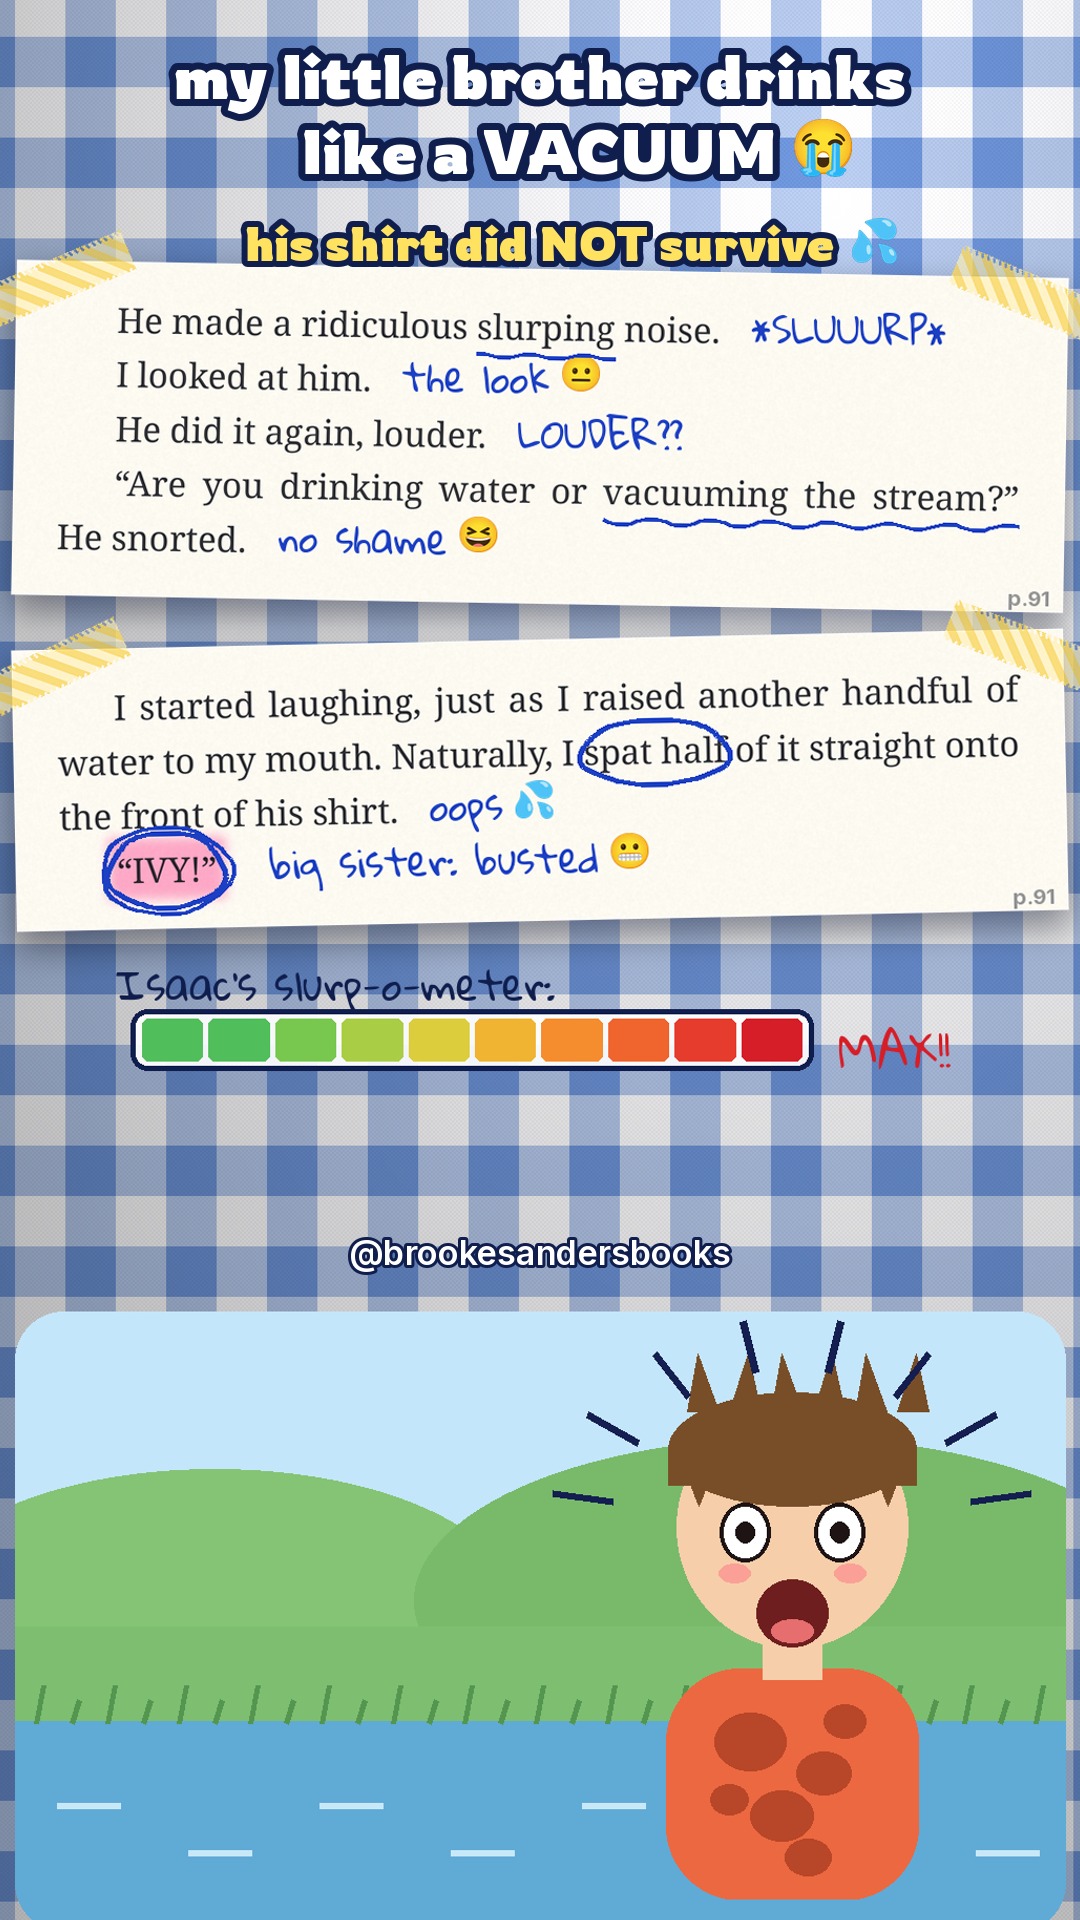 my little brother drinks
like a VACUUM 😭
his shirt did NOT survive 💦
He made a ridiculous slurping noise. *SLUUURP*
I looked at him. the look 😐
He did it again, louder. LOUDER??
“Are you drinking water or vacuuming the stream?”
He snorted. no shame 😆
p.91
I started laughing, just as I raised another handful of
water to my mouth. Naturally, I spat half of it straight onto
the front of his shirt. oops 💦
“IVY!” big sister: busted 😬
p.91
Isaac's slurp-o-meter:
MAX!!
@brookesandersbooks